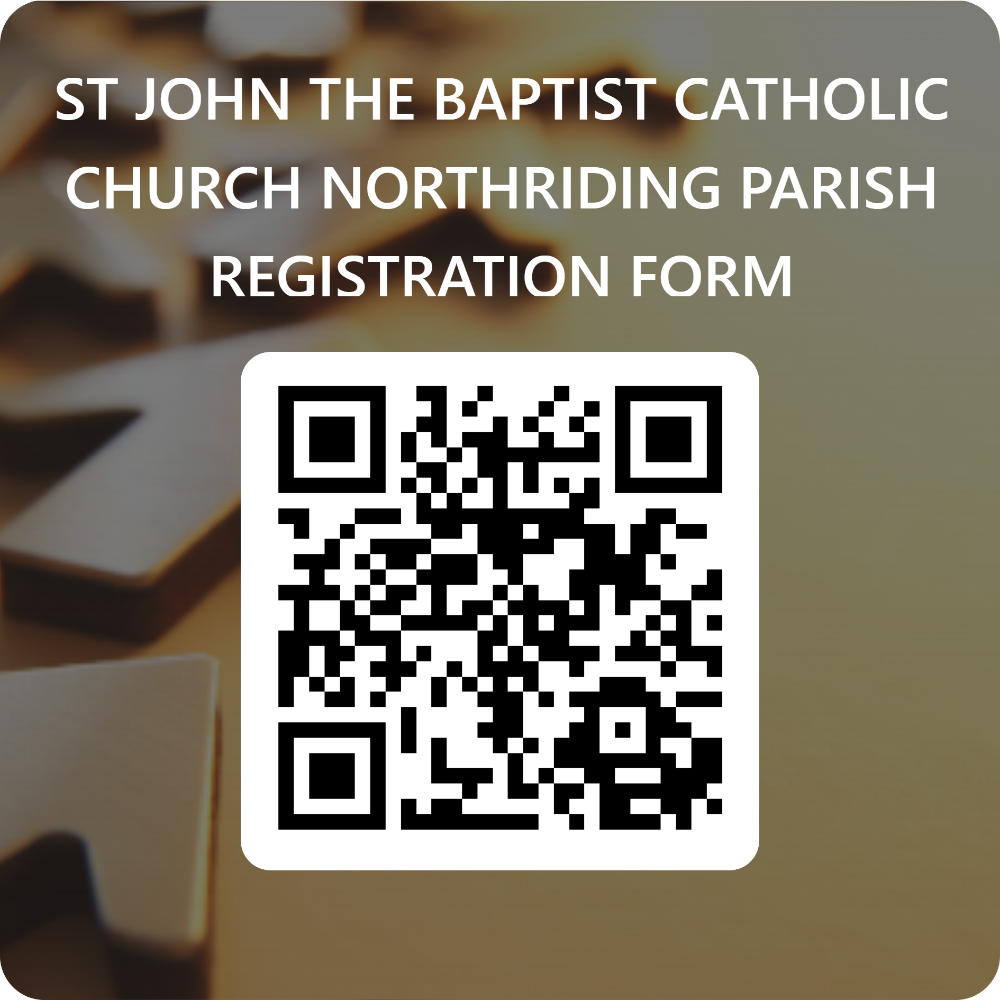 ST JOHN THE BAPTIST CATHOLIC
CHURCH NORTHRIDING PARISH
REGISTRATION FORM